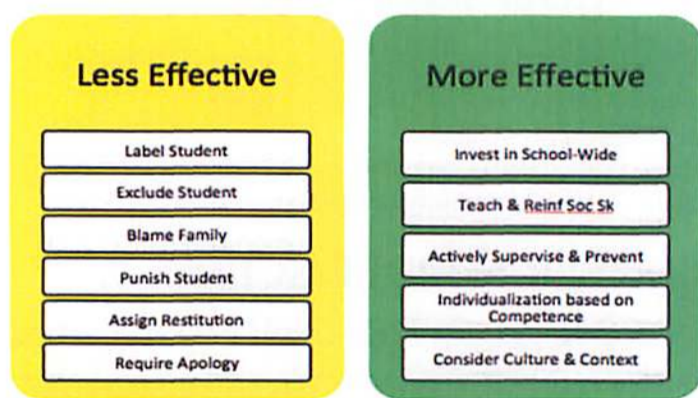 Less Effective
Label Student
Exclude Student
Blame Family
Punish Student
Assign Restitution
Require Apology
More Effective
Invest in School-Wide
Teach & Reinf Soc Sk
Actively Supervise & Prevent
Individualization based on
Competence
Consider Culture & Context